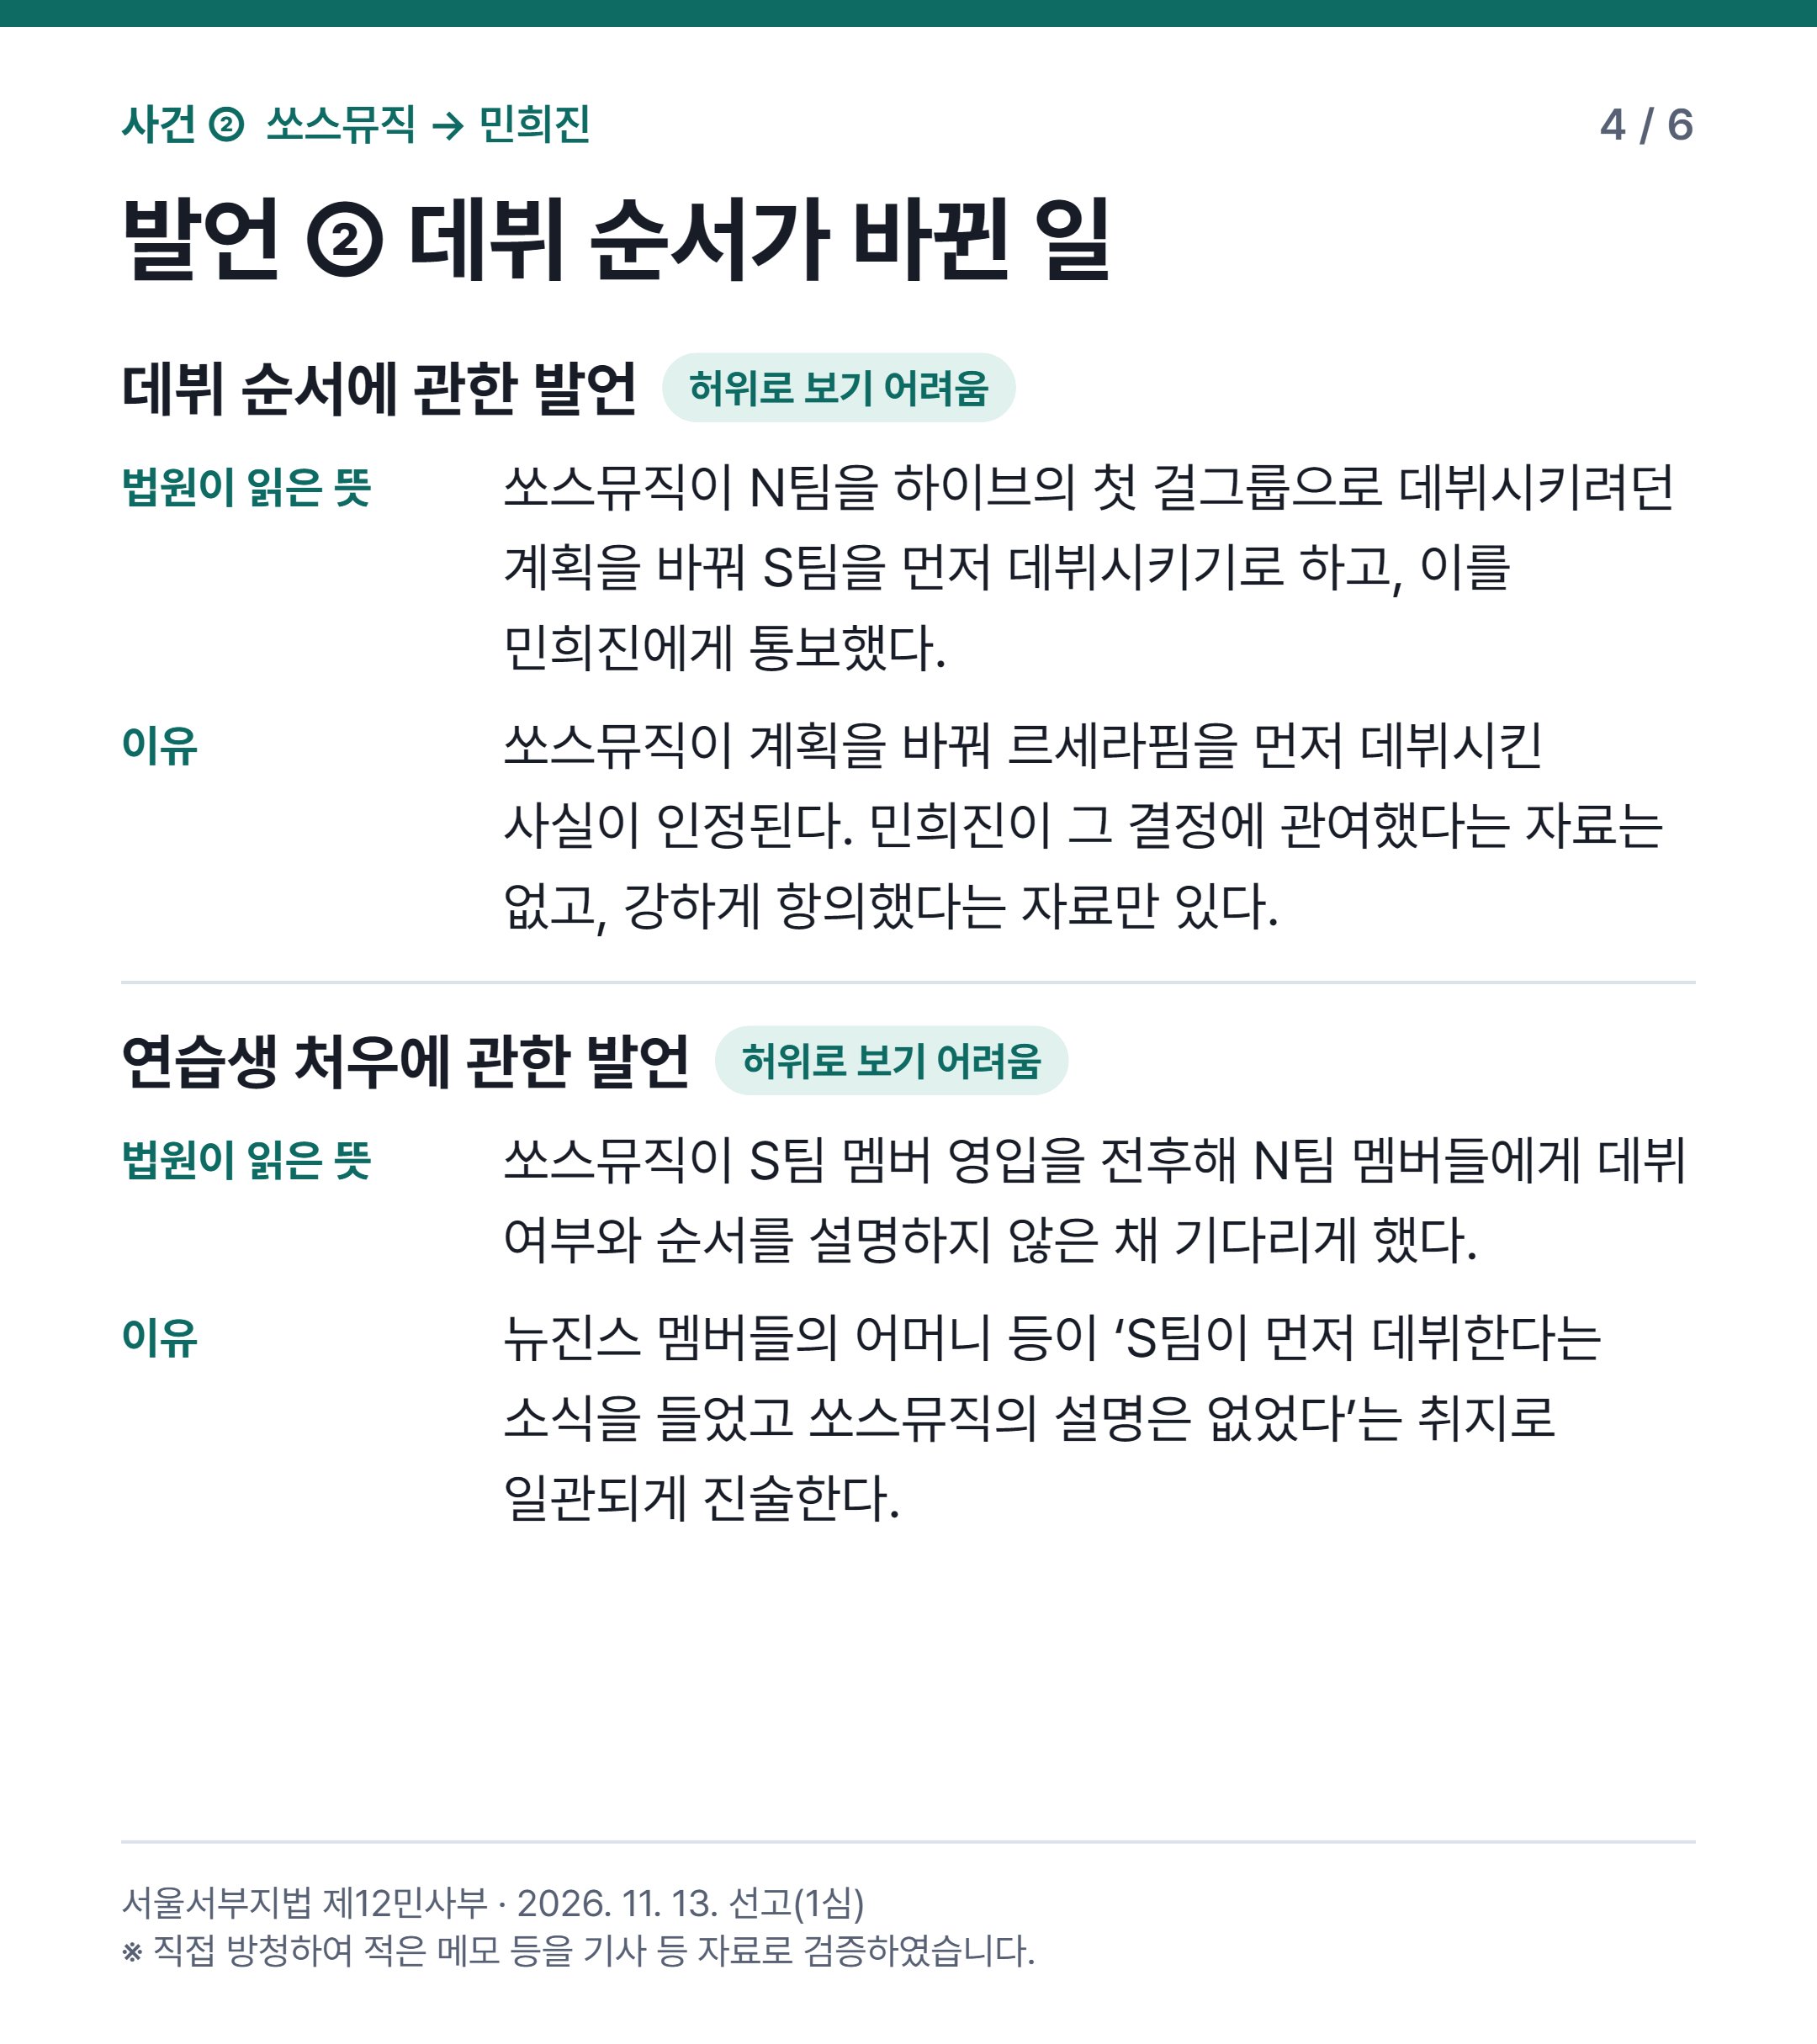 사건 ② 쏘스뮤직 → 민희진
4 / 6
발언 ② 데뷔 순서가 바뀐 일
데뷔 순서에 관한 발언 허위로 보기 어려움
법원이 읽은 뜻 쏘스뮤직이 N팀을 하이브의 첫 걸그룹으로 데뷔시키려던
계획을 바꿔 S팀을 먼저 데뷔시키기로 하고, 이를
민희진에게 통보했다.
이유 쏘스뮤직이 계획을 바꿔 르세라핌을 먼저 데뷔시킨
사실이 인정된다. 민희진이 그 결정에 관여했다는 자료는
없고, 강하게 항의했다는 자료만 있다.
연습생 처우에 관한 발언 허위로 보기 어려움
법원이 읽은 뜻 쏘스뮤직이 S팀 멤버 영입을 전후해 N팀 멤버들에게 데뷔
여부와 순서를 설명하지 않은 채 기다리게 했다.
이유 뉴진스 멤버들의 어머니 등이 ‘S팀이 먼저 데뷔한다는
소식을 들었고 쏘스뮤직의 설명은 없었다’는 취지로
일관되게 진술한다.
서울서부지법 제12민사부 · 2026. 11. 13. 선고(1심)
※ 직접 방청하여 적은 메모 등을 기사 등 자료로 검증하였습니다.